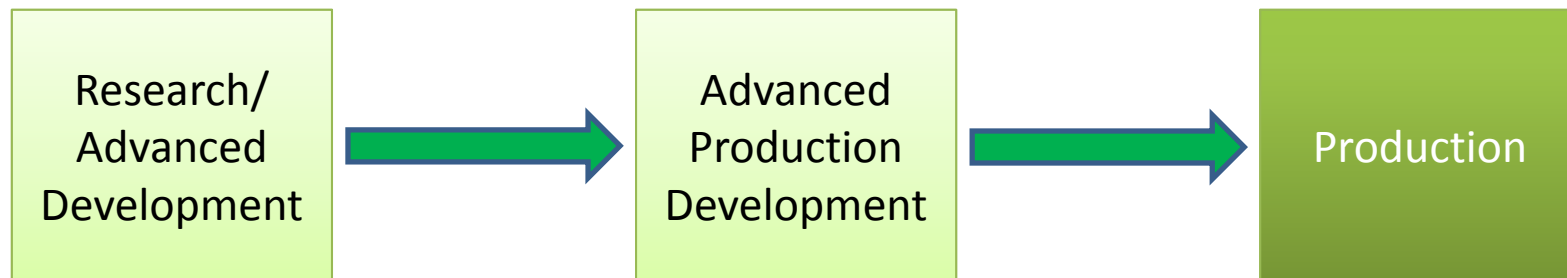 Research/
Advanced
Development
Advanced
Production
Development
Production